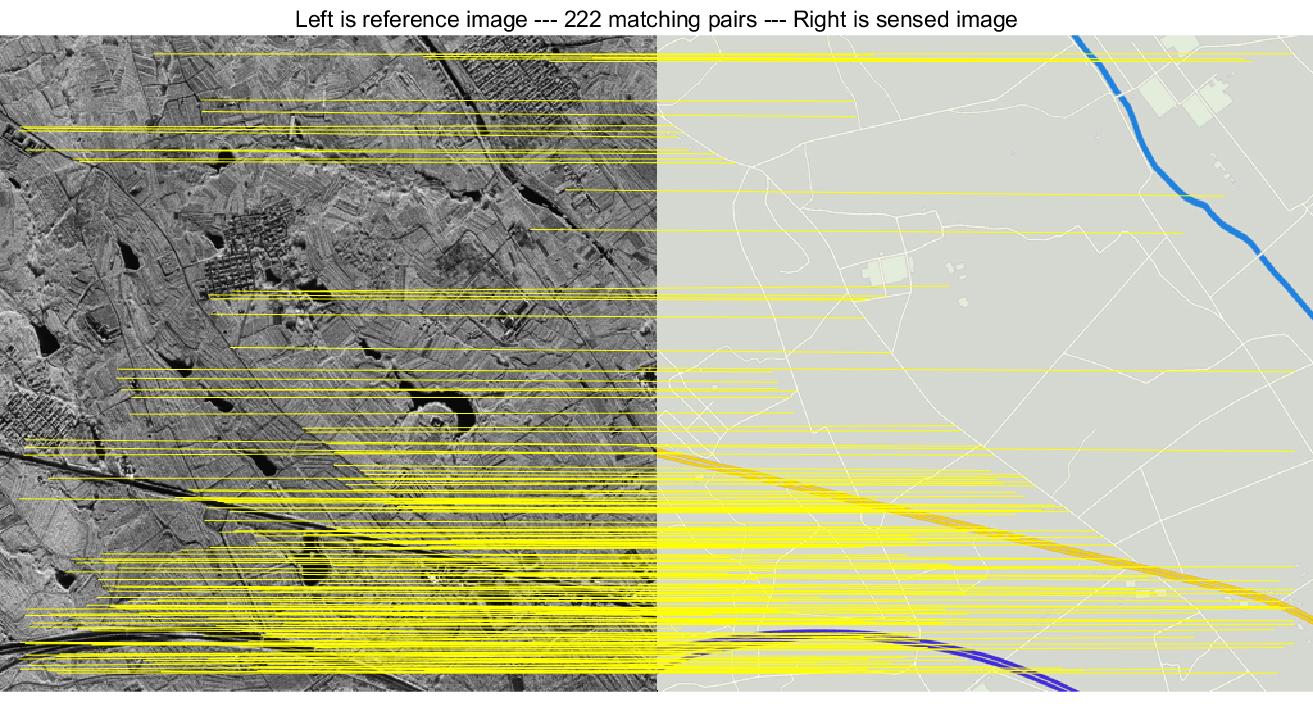 Left is reference image --- 222 matching pairs --- Right is sensed image